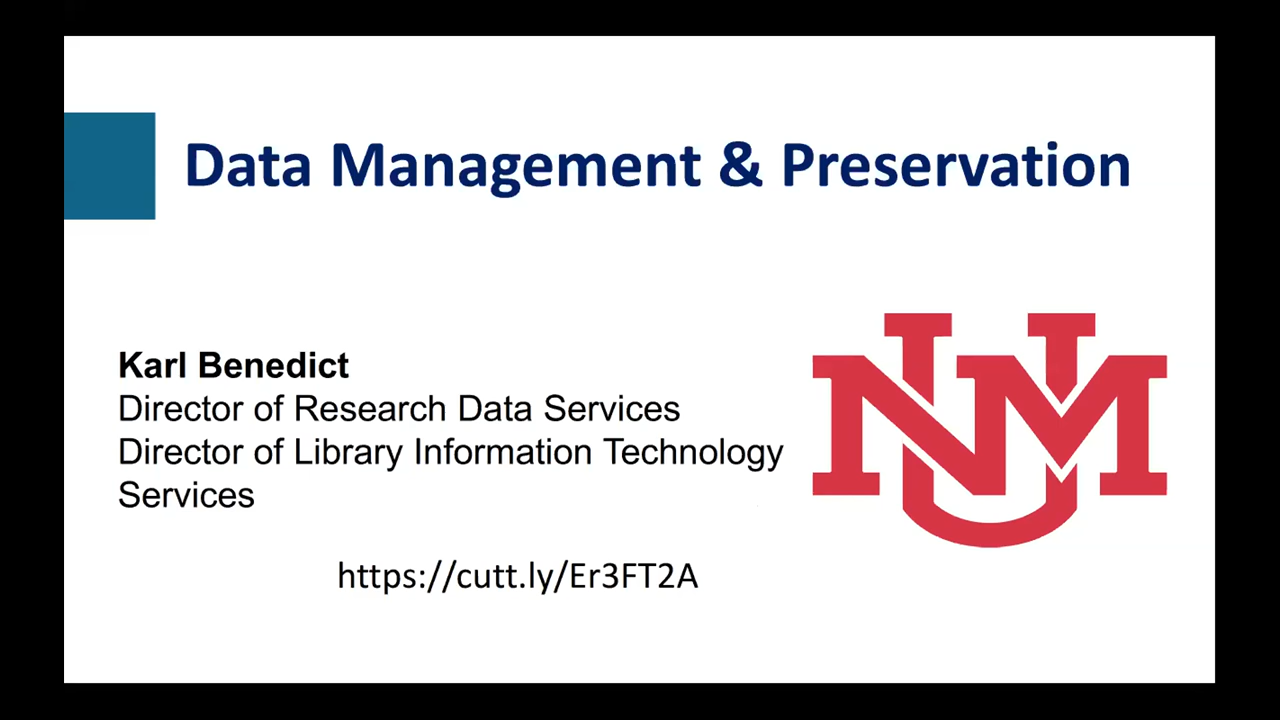 Data Management & Preservation
Karl Benedict
Director of Research Data Services
Director of Library Information Technology
Services
UNM
https://cutt.ly/Er3FT2A